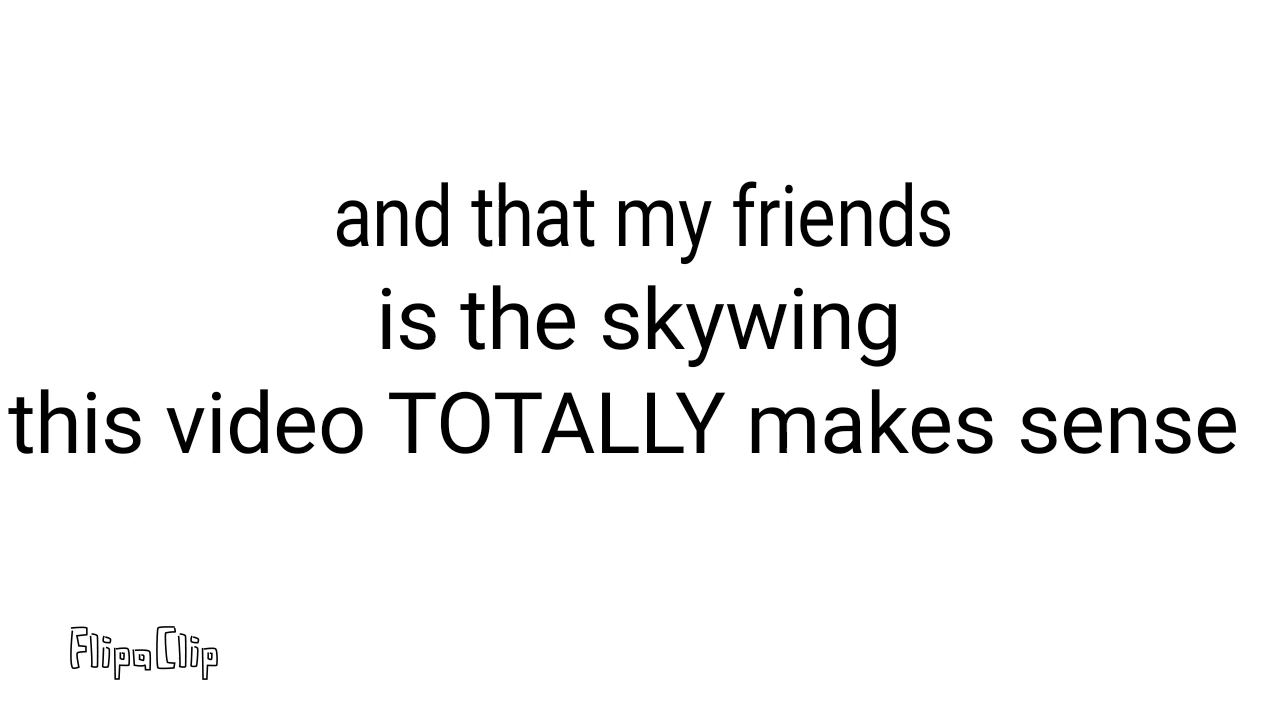 and that my friends
is the skywing
this video TOTALLY makes sense
FlipaClip